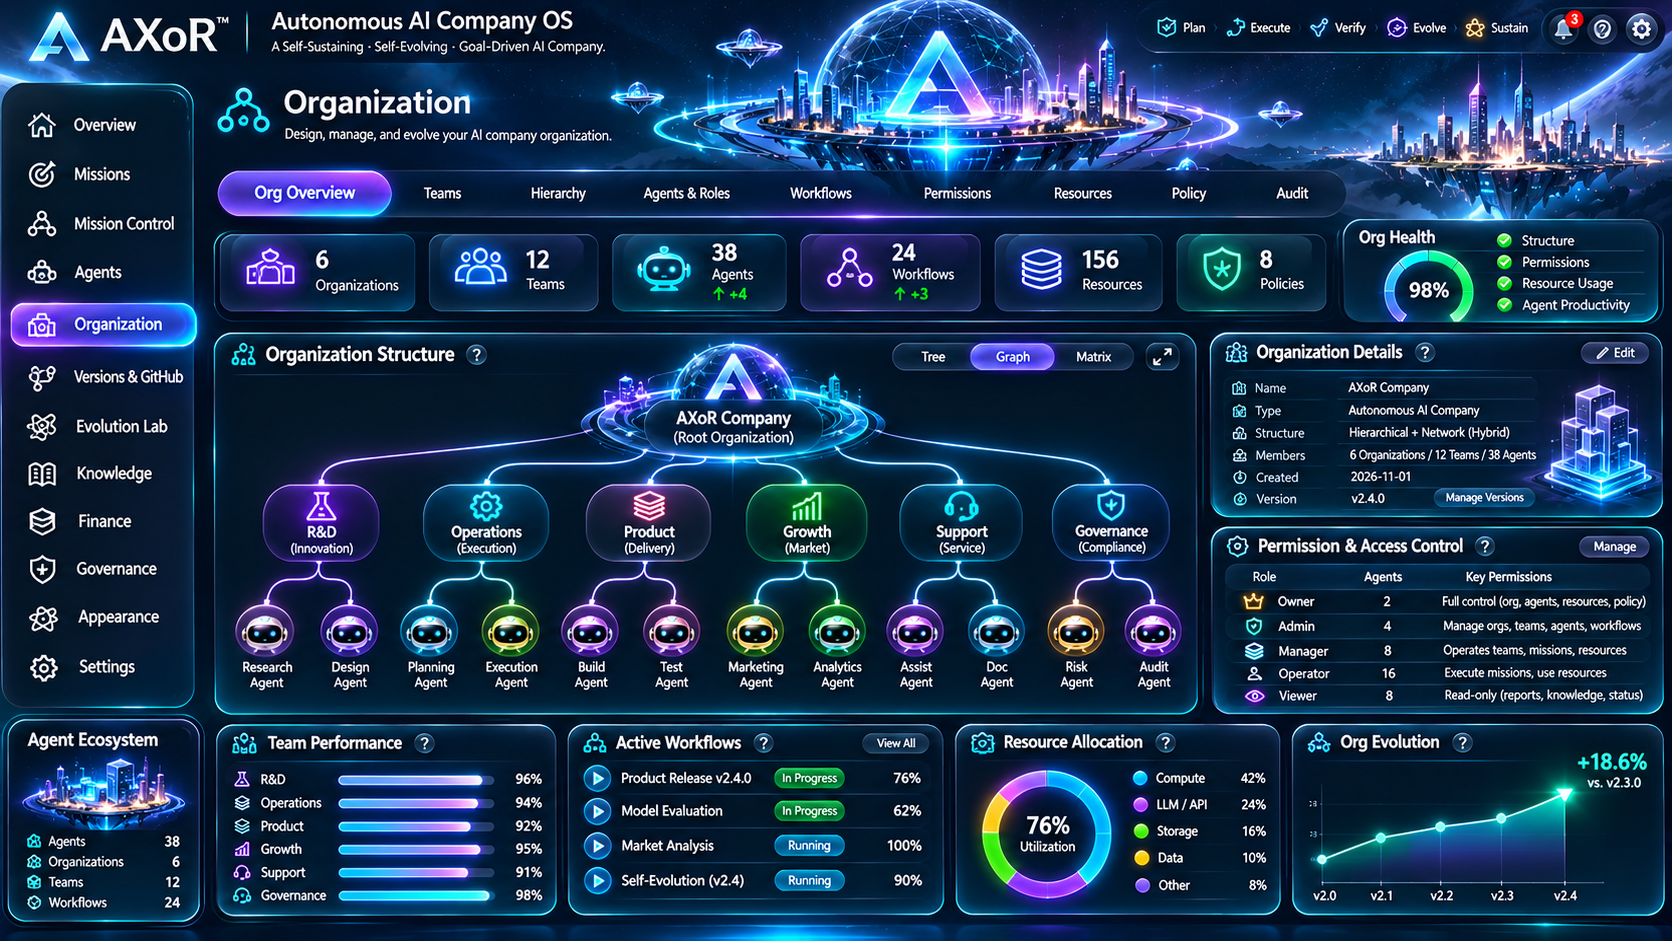 AXoR™
Autonomous AI Company OS
A Self-Sustaining · Self-Evolving · Goal-Driven AI Company.
Plan
Execute
Verify
Evolve
Sustain
3
Overview
Missions
Mission Control
Agents
Organization
Versions & GitHub
Evolution Lab
Knowledge
Finance
Governance
Appearance
Settings
Organization
Design, manage, and evolve your AI company organization.
Org Overview
Teams
Hierarchy
Agents & Roles
Workflows
Permissions
Resources
Policy
Audit
6
Organizations
12
Teams
38
Agents
↑ +4
24
Workflows
↑ +3
156
Resources
8
Policies
Org Health
98%
Structure
Permissions
Resource Usage
Agent Productivity
Organization Structure ?
Tree
Graph
Matrix
AXoR Company
(Root Organization)
R&D
(Innovation)
Operations
(Execution)
Product
(Delivery)
Growth
(Market)
Support
(Service)
Governance
(Compliance)
Research
Agent
Design
Agent
Planning
Agent
Execution
Agent
Build
Agent
Test
Agent
Marketing
Agent
Analytics
Agent
Assist
Agent
Doc
Agent
Risk
Agent
Audit
Agent
Organization Details ?
Edit
Name AXoR Company
Type Autonomous AI Company
Structure Hierarchical + Network (Hybrid)
Members 6 Organizations / 12 Teams / 38 Agents
Created 2026-11-01
Version v2.4.0
Manage Versions
Permission & Access Control ?
Manage
Role Agents Key Permissions
Owner 2 Full control (org, agents, resources, policy)
Admin 4 Manage orgs, teams, agents, workflows
Manager 8 Operates teams, missions, resources
Operator 16 Execute missions, use resources
Viewer 8 Read-only (reports, knowledge, status)
Agent Ecosystem
Agents 38
Organizations 6
Teams 12
Workflows 24
Team Performance ?
R&D 96%
Operations 94%
Product 92%
Growth 95%
Support 91%
Governance 98%
Active Workflows ?
View All
Product Release v2.4.0 In Progress 76%
Model Evaluation In Progress 62%
Market Analysis Running 100%
Self-Evolution (v2.4) Running 90%
Resource Allocation ?
76%
Utilization
Compute 42%
LLM / API 24%
Storage 16%
Data 10%
Other 8%
Org Evolution ?
+18.6%
vs. v2.3.0
v2.0
v2.1
v2.2
v2.3
v2.4